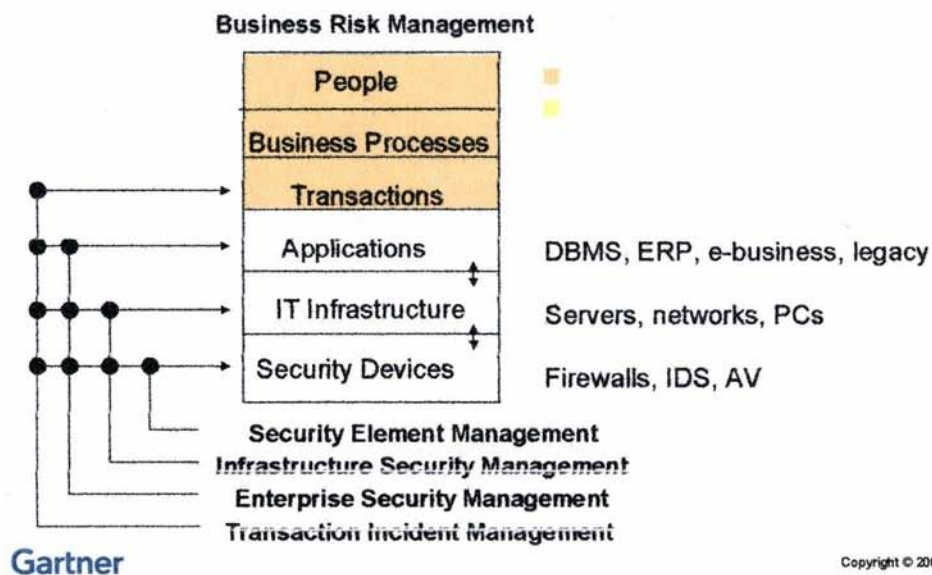 Business Risk Management
People
Business Processes
Transactions
Applications
DBMS, ERP, e-business, legacy
IT Infrastructure
Servers, networks, PCs
Security Devices
Firewalls, IDS, AV
Security Element Management
Infrastructure Security Management
Enterprise Security Management
Transaction Incident Management
Gartner
Copyright ©